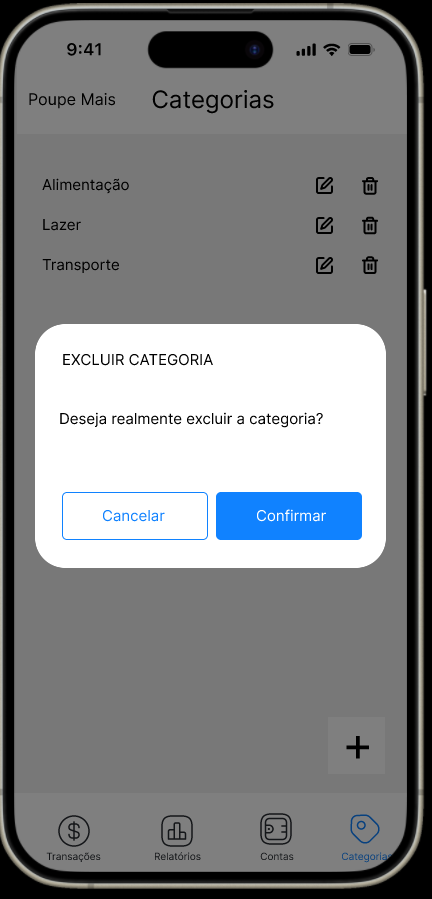 9:41
Poupe Mais Categorias
Alimentação
Lazer
Transporte
EXCLUIR CATEGORIA
Deseja realmente excluir a categoria?
Cancelar Confirmar
Transações Relatórios Contas Categorias